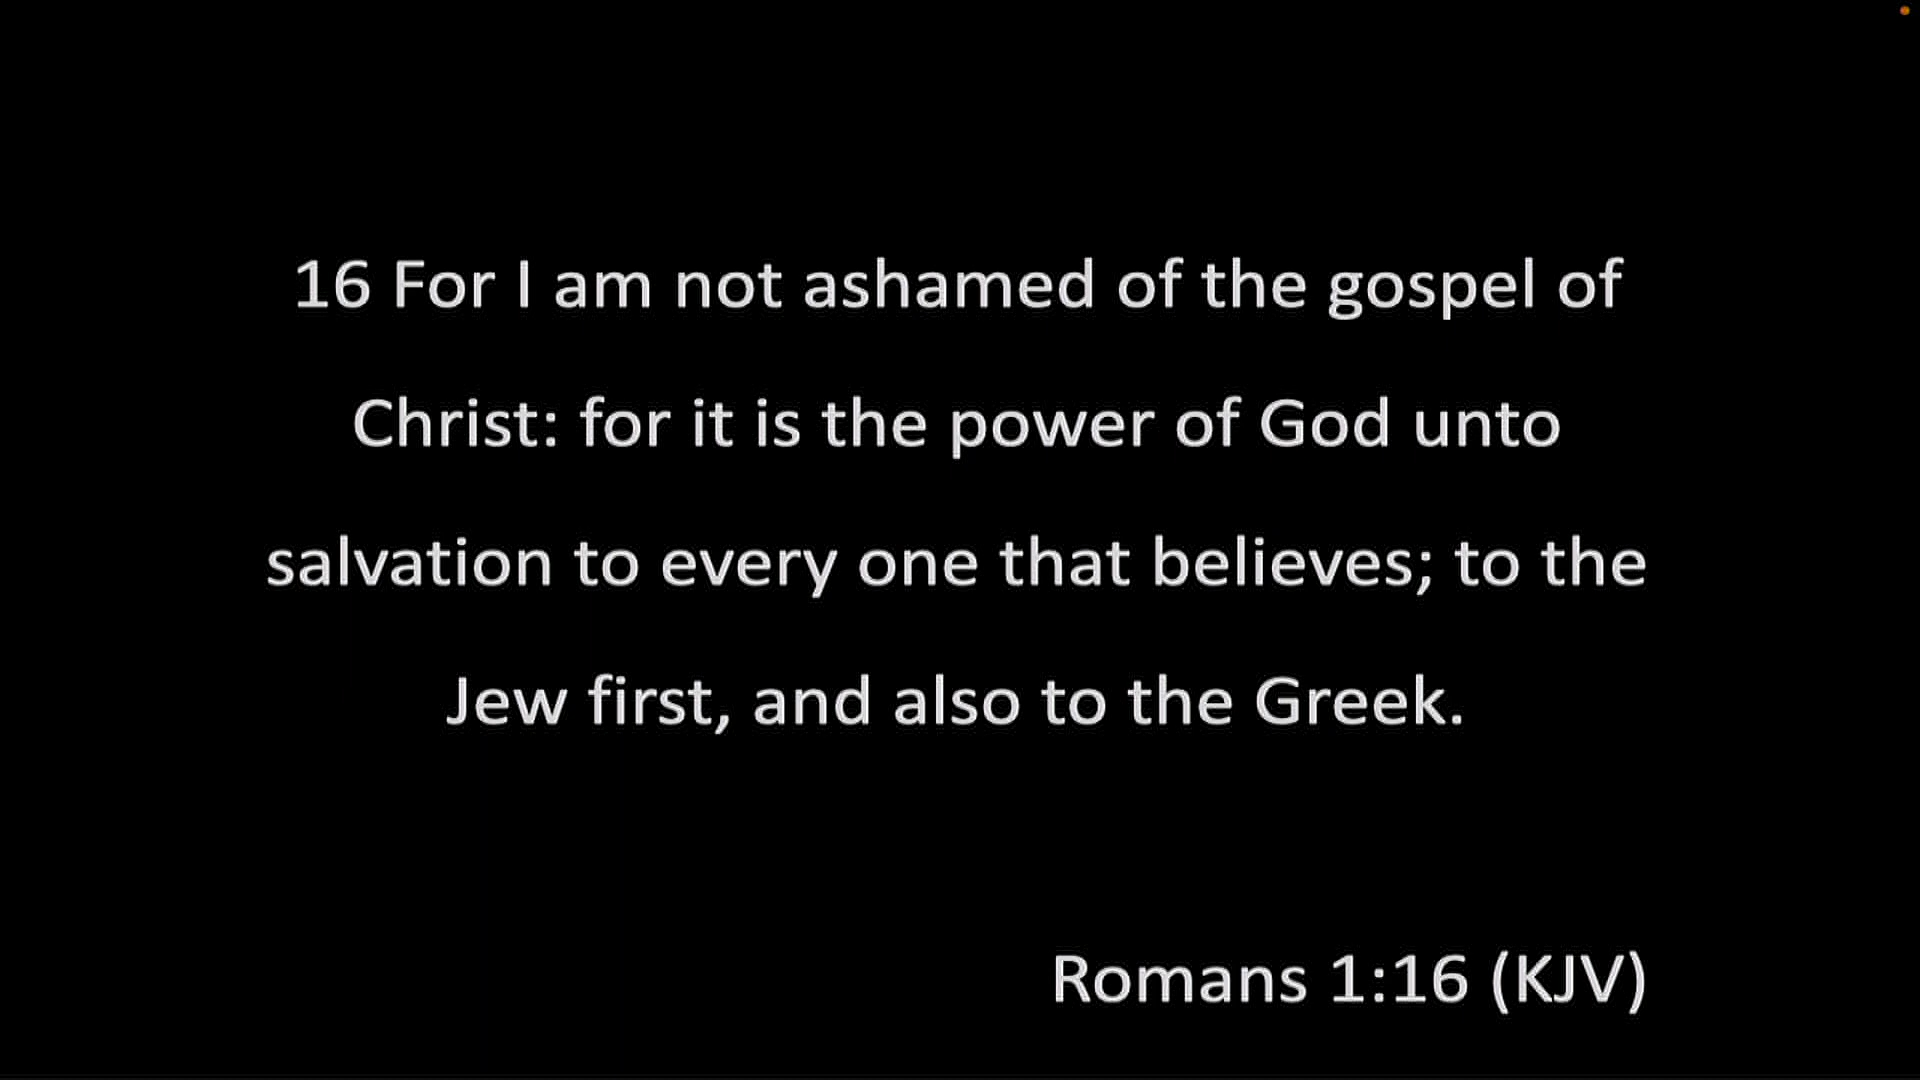 16 For I am not ashamed of the gospel of
Christ: for it is the power of God unto
salvation to every one that believes; to the
Jew first, and also to the Greek.
Romans 1:16 (KJV)